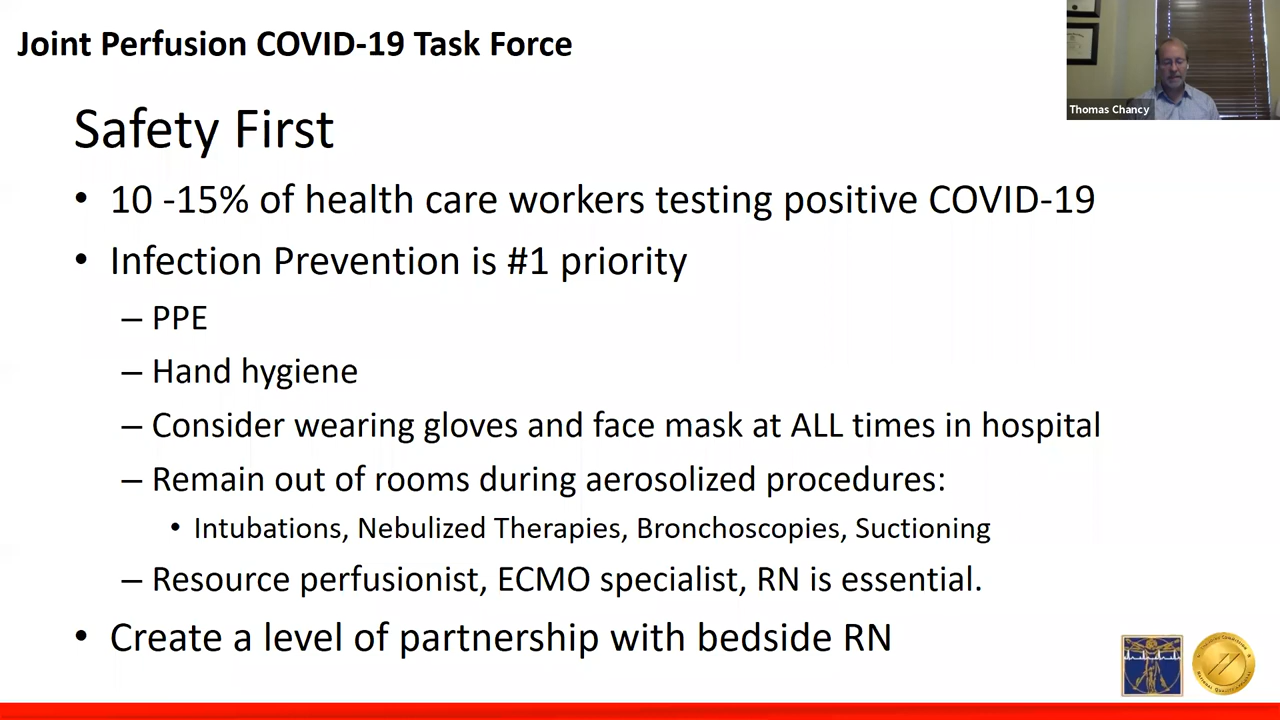 Joint Perfusion COVID-19 Task Force
Thomas Chancy
Safety First
• 10 -15% of health care workers testing positive COVID-19
• Infection Prevention is #1 priority
– PPE
– Hand hygiene
– Consider wearing gloves and face mask at ALL times in hospital
– Remain out of rooms during aerosolized procedures:
• Intubations, Nebulized Therapies, Bronchoscopies, Suctioning
– Resource perfusionist, ECMO specialist, RN is essential.
• Create a level of partnership with bedside RN